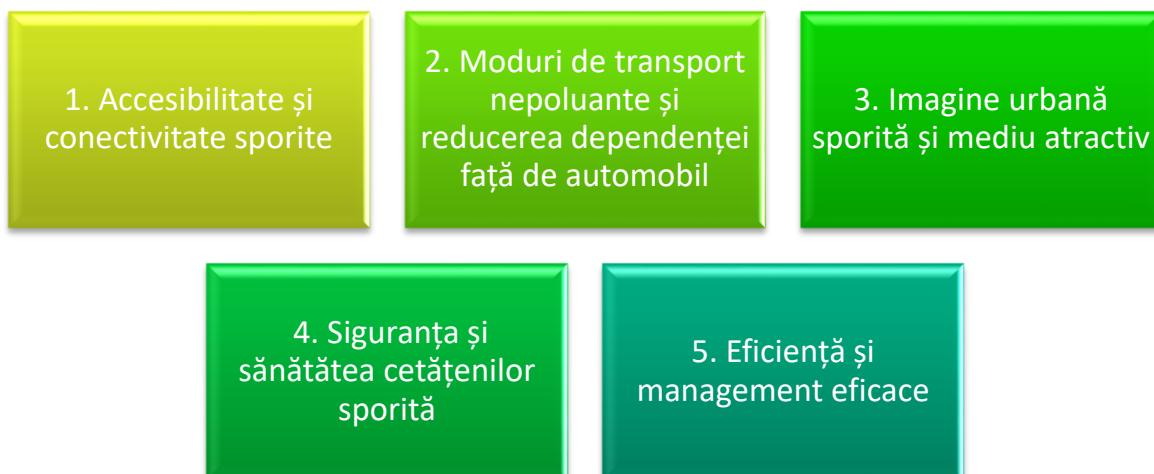 1. Accesibilitate și
conectivitate sporite
2. Moduri de transport
nepoluante și
reducerea dependenței
față de automobil
3. Imagine urbană
sporită și mediu atractiv
4. Siguranța și
sănătătea cetățenilor
sporită
5. Eficiență și
management eficace